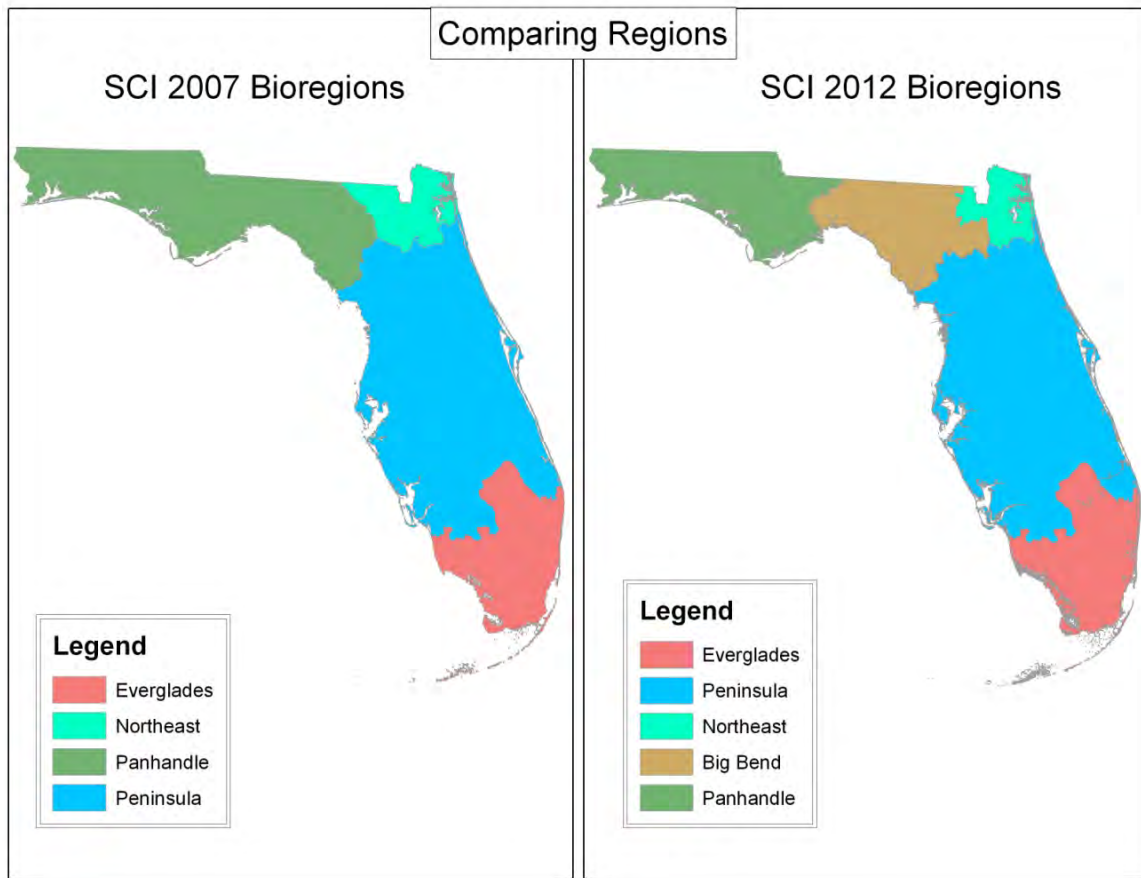 Comparing Regions
SCI 2007 Bioregions
Legend
Everglades
Northeast
Panhandle
Peninsula
SCI 2012 Bioregions
Legend
Everglades
Peninsula
Northeast
Big Bend
Panhandle